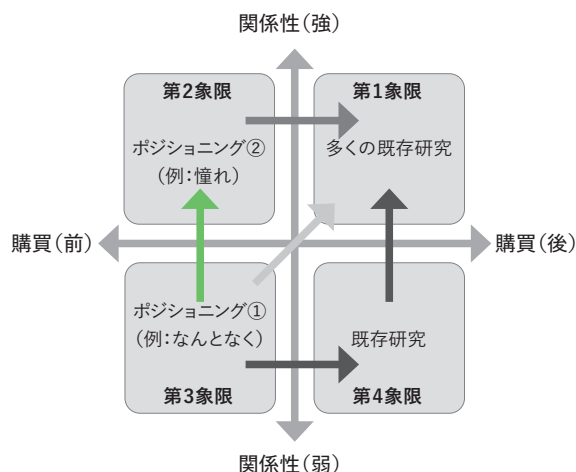 関係性（強）
第2象限
第1象限
ポジショニング②
（例：憧れ）
多くの既存研究
購買（前）
購買（後）
ポジショニング①
（例：なんとなく）
既存研究
第3象限
第4象限
関係性（弱）